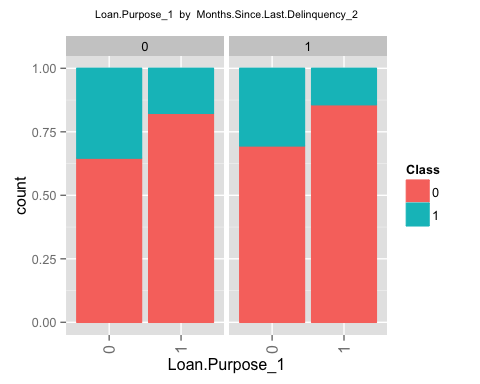 Loan.Purpose_1 by Months.Since.Last.Delinquency_2
0 1
1.00
0.75
0.50
0.25
0.00
count
0 1 0 1
Loan.Purpose_1
Class
0
1